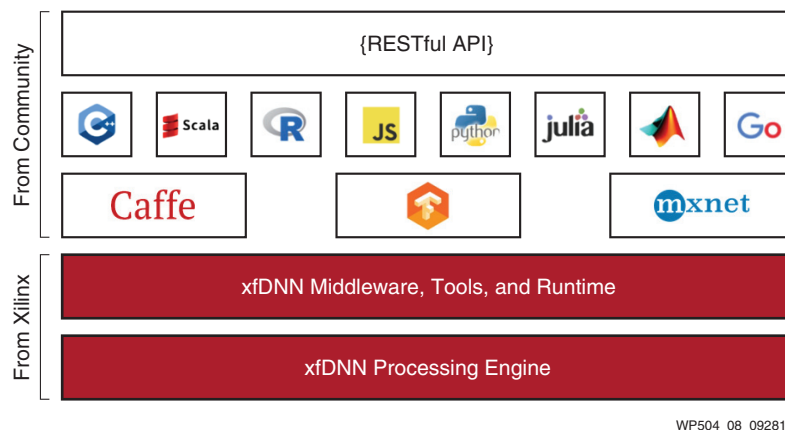 {RESTful API}
From Community
C++
Scala
R
JS
python
julia
Go
Caffe
mxnet
From Xilinx
xfDNN Middleware, Tools, and Runtime
xfDNN Processing Engine
WP504_08_09281